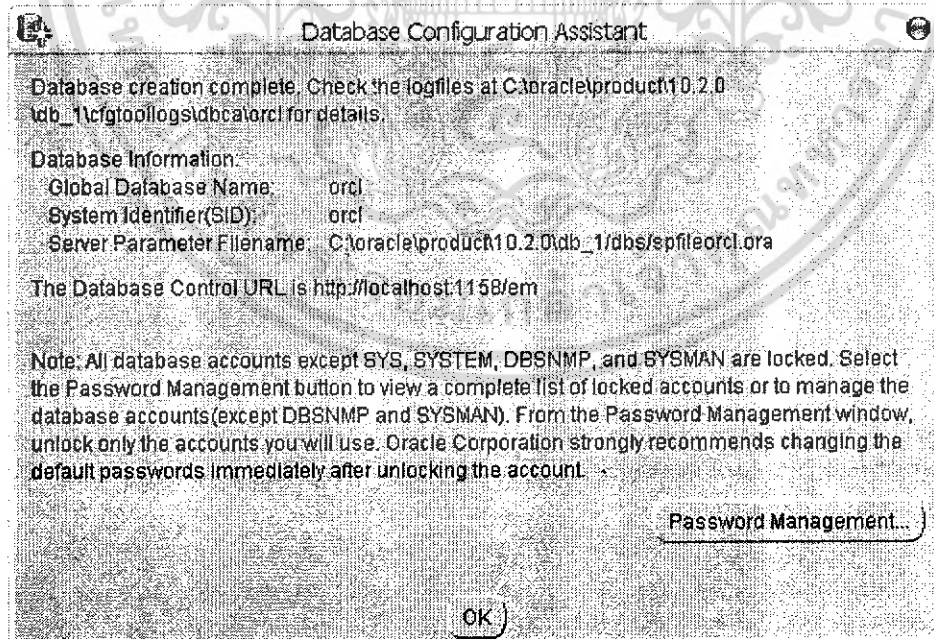 Database Configuration Assistant
Database creation complete. Check the logfiles at C:\oracle\product\10.2.0
\db_1\cfgtoollogs\dbca\orcl for details.
Database Information:
Global Database Name: orcl
System Identifier(SID): orcl
Server Parameter Filename: C:\oracle\product\10.2.0\db_1/dbs/spfileorcl.ora
The Database Control URL is http://localhost:1158/em
Note: All database accounts except SYS, SYSTEM, DBSNMP, and SYSMAN are locked. Select
the Password Management button to view a complete list of locked accounts or to manage the
database accounts(except DBSNMP and SYSMAN). From the Password Management window,
unlock only the accounts you will use. Oracle Corporation strongly recommends changing the
default passwords immediately after unlocking the account.
Password Management...
OK